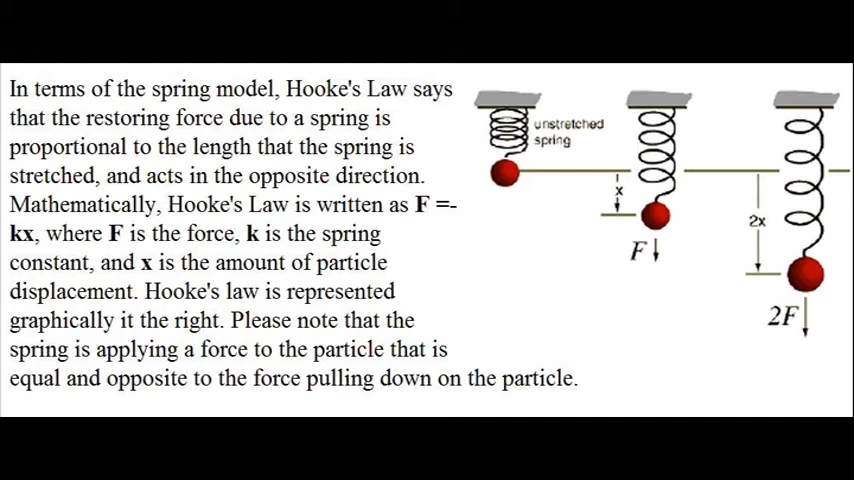 In terms of the spring model, Hooke's Law says
that the restoring force due to a spring is
proportional to the length that the spring is
stretched, and acts in the opposite direction.
Mathematically, Hooke's Law is written as F =-
kx, where F is the force, k is the spring
constant, and x is the amount of particle
displacement. Hooke's law is represented
graphically it the right. Please note that the
spring is applying a force to the particle that is
equal and opposite to the force pulling down on the particle.
unstretched
spring
x
F
2x
2F